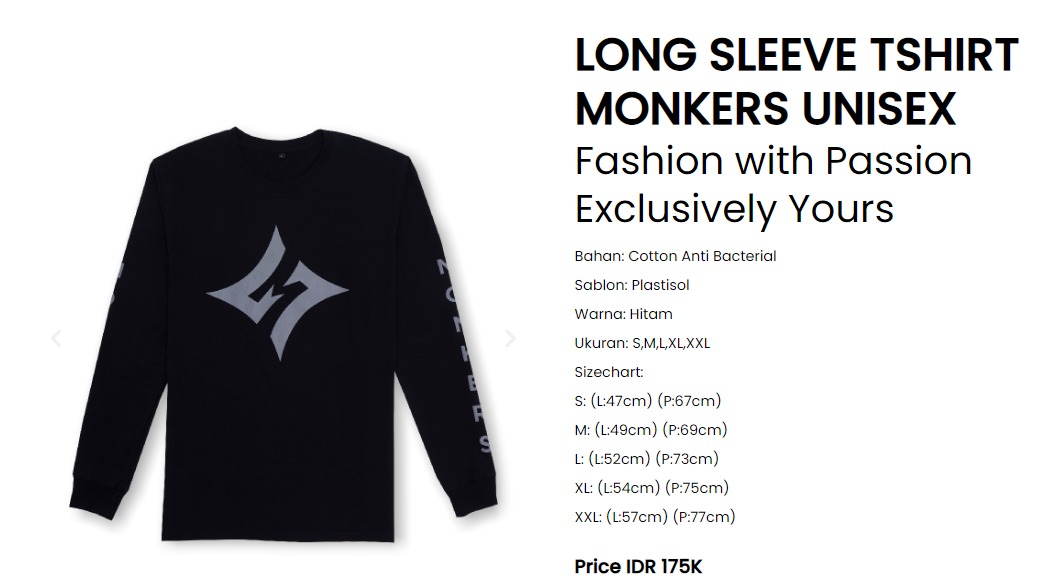 LONG SLEEVE TSHIRT
MONKERS UNISEX
Fashion with Passion
Exclusively Yours
Bahan: Cotton Anti Bacterial
Sablon: Plastisol
Warna: Hitam
Ukuran: S,M,L,XL,XXL
Sizechart:
S: (L:47cm) (P:67cm)
M: (L:49cm) (P:69cm)
L: (L:52cm) (P:73cm)
XL: (L:54cm) (P:75cm)
XXL: (L:57cm) (P:77cm)
Price IDR 175K
MONKERS